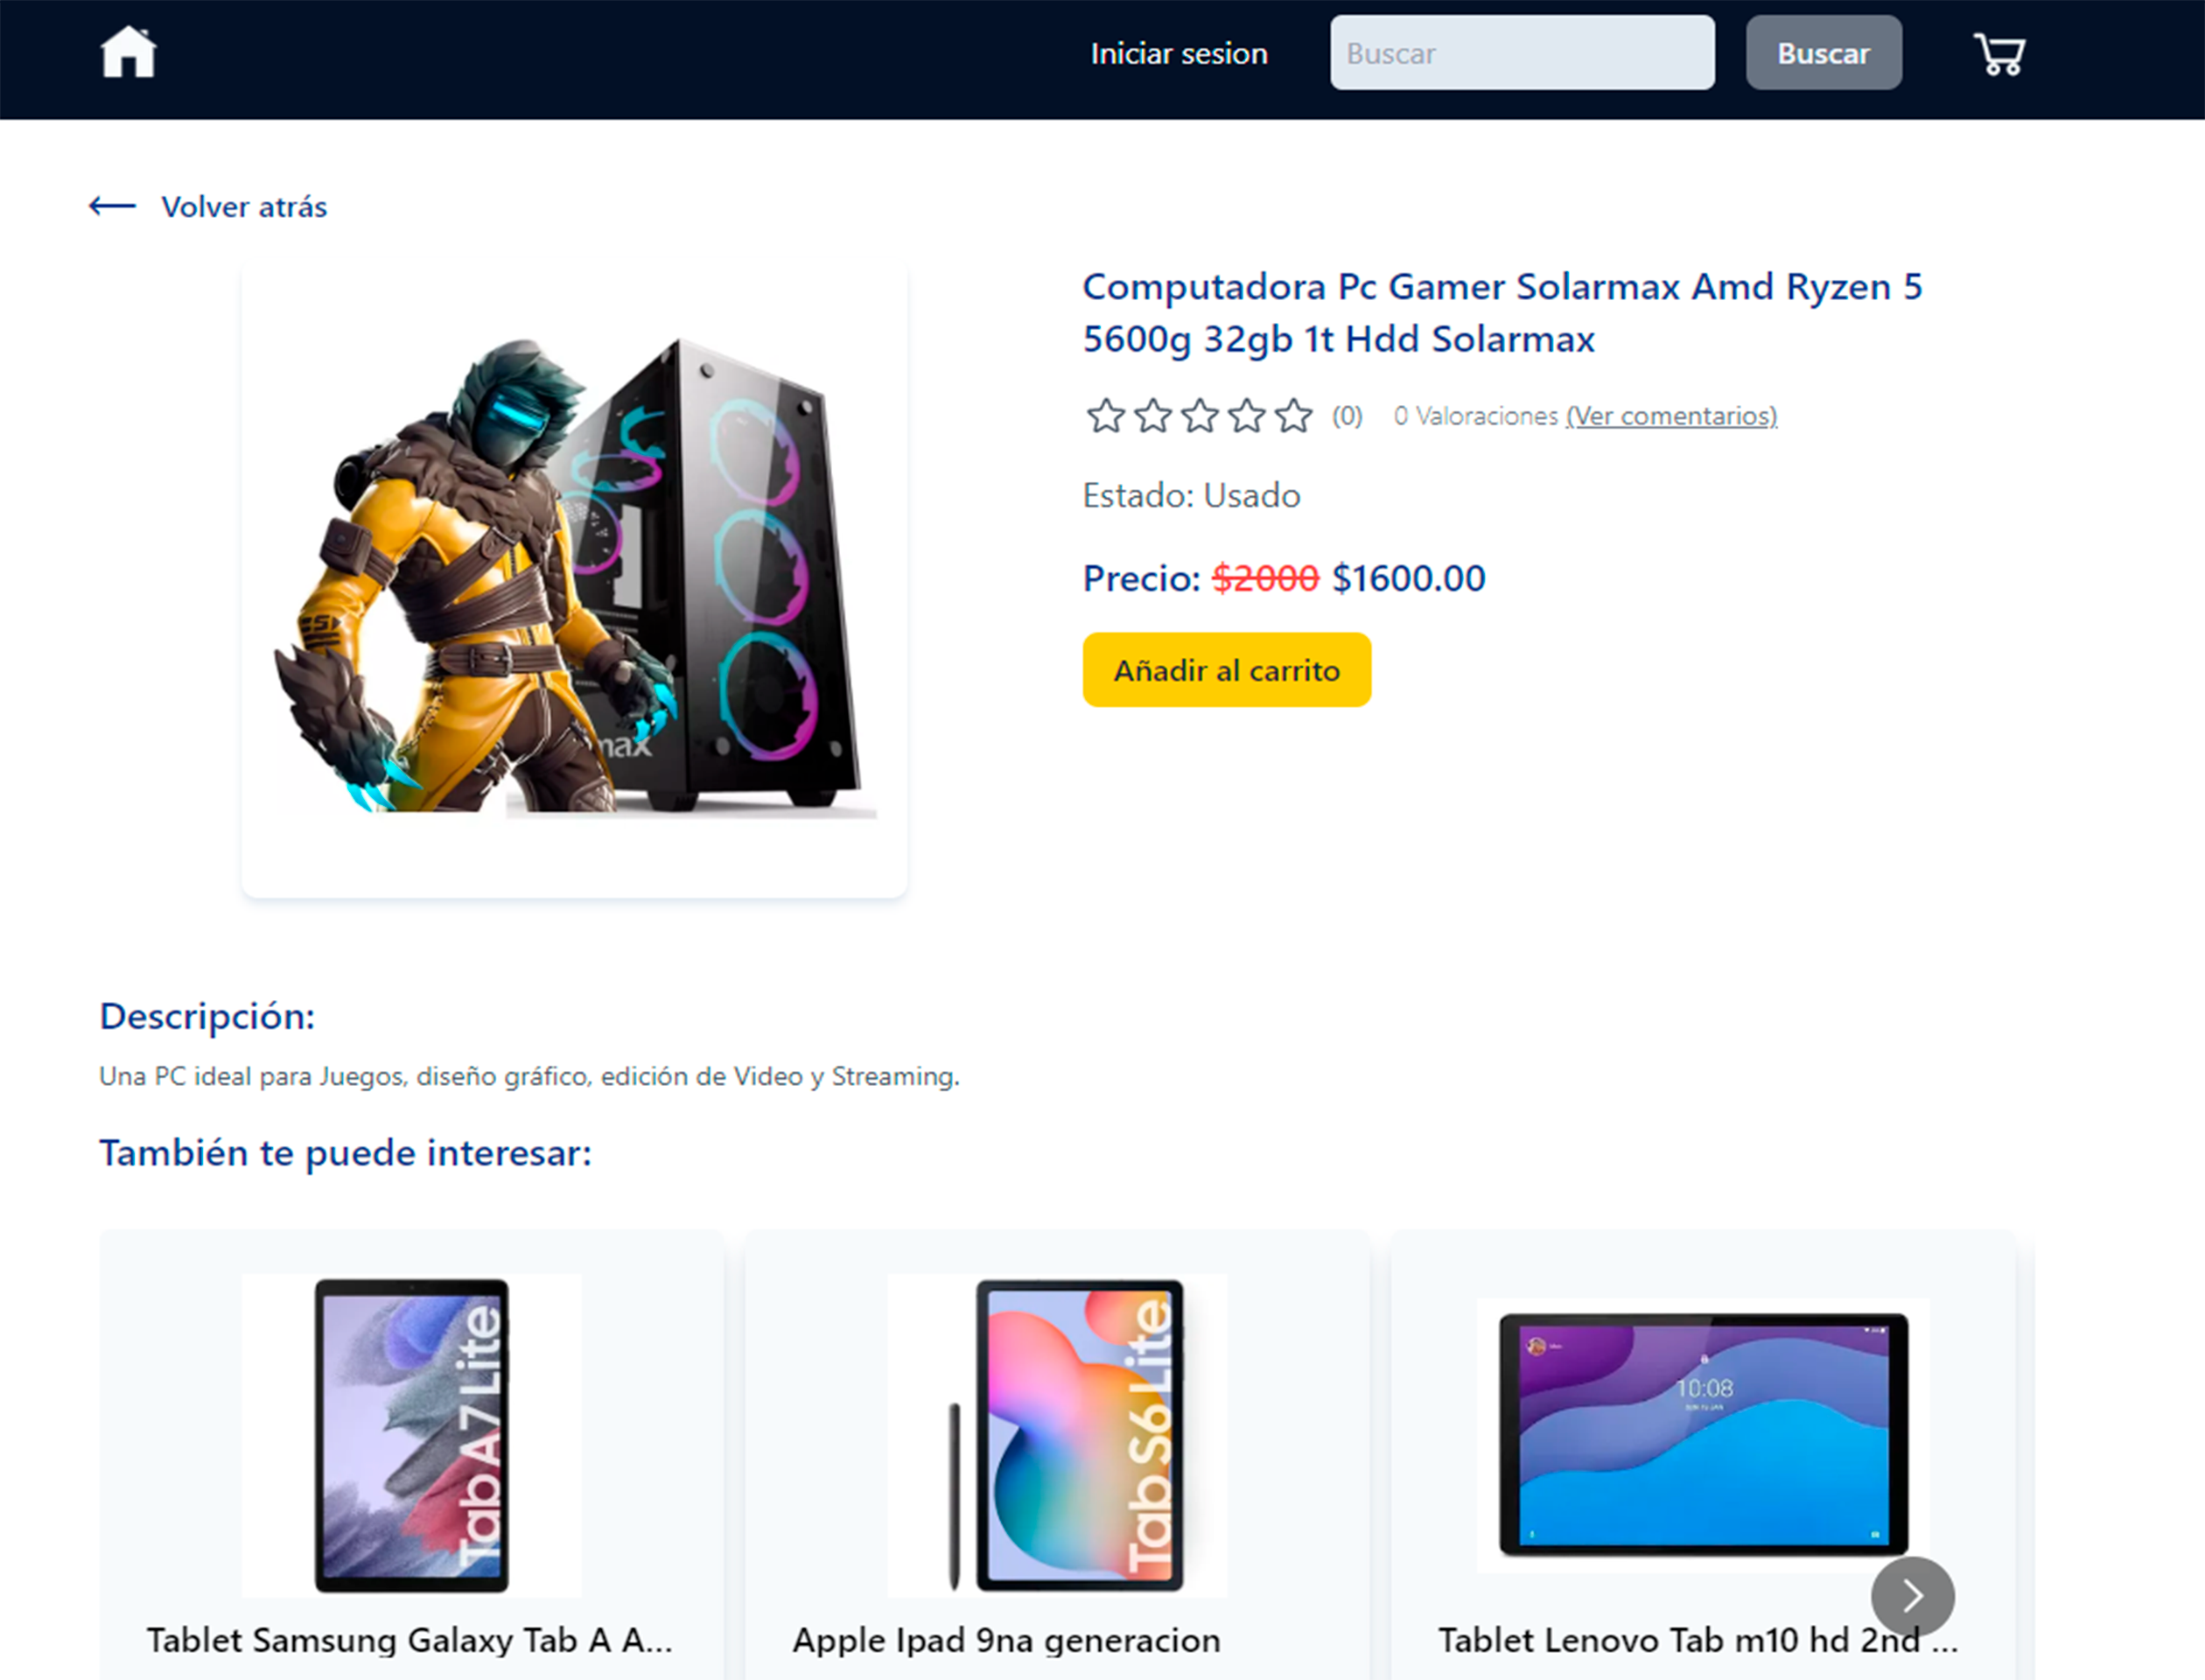 Iniciar sesion
Buscar
Buscar
Volver atrás
Computadora Pc Gamer Solarmax Amd Ryzen 5
5600g 32gb 1t Hdd Solarmax
(0) 0 Valoraciones (Ver comentarios)
Estado: Usado
Precio: $2000 $1600.00
Añadir al carrito
max
Descripción:
Una PC ideal para Juegos, diseño gráfico, edición de Video y Streaming.
También te puede interesar:
Tab A7 Lite
Tab S6 Lite
10:08
Tablet Samsung Galaxy Tab A A...
Apple Ipad 9na generacion
Tablet Lenovo Tab m10 hd 2nd ...